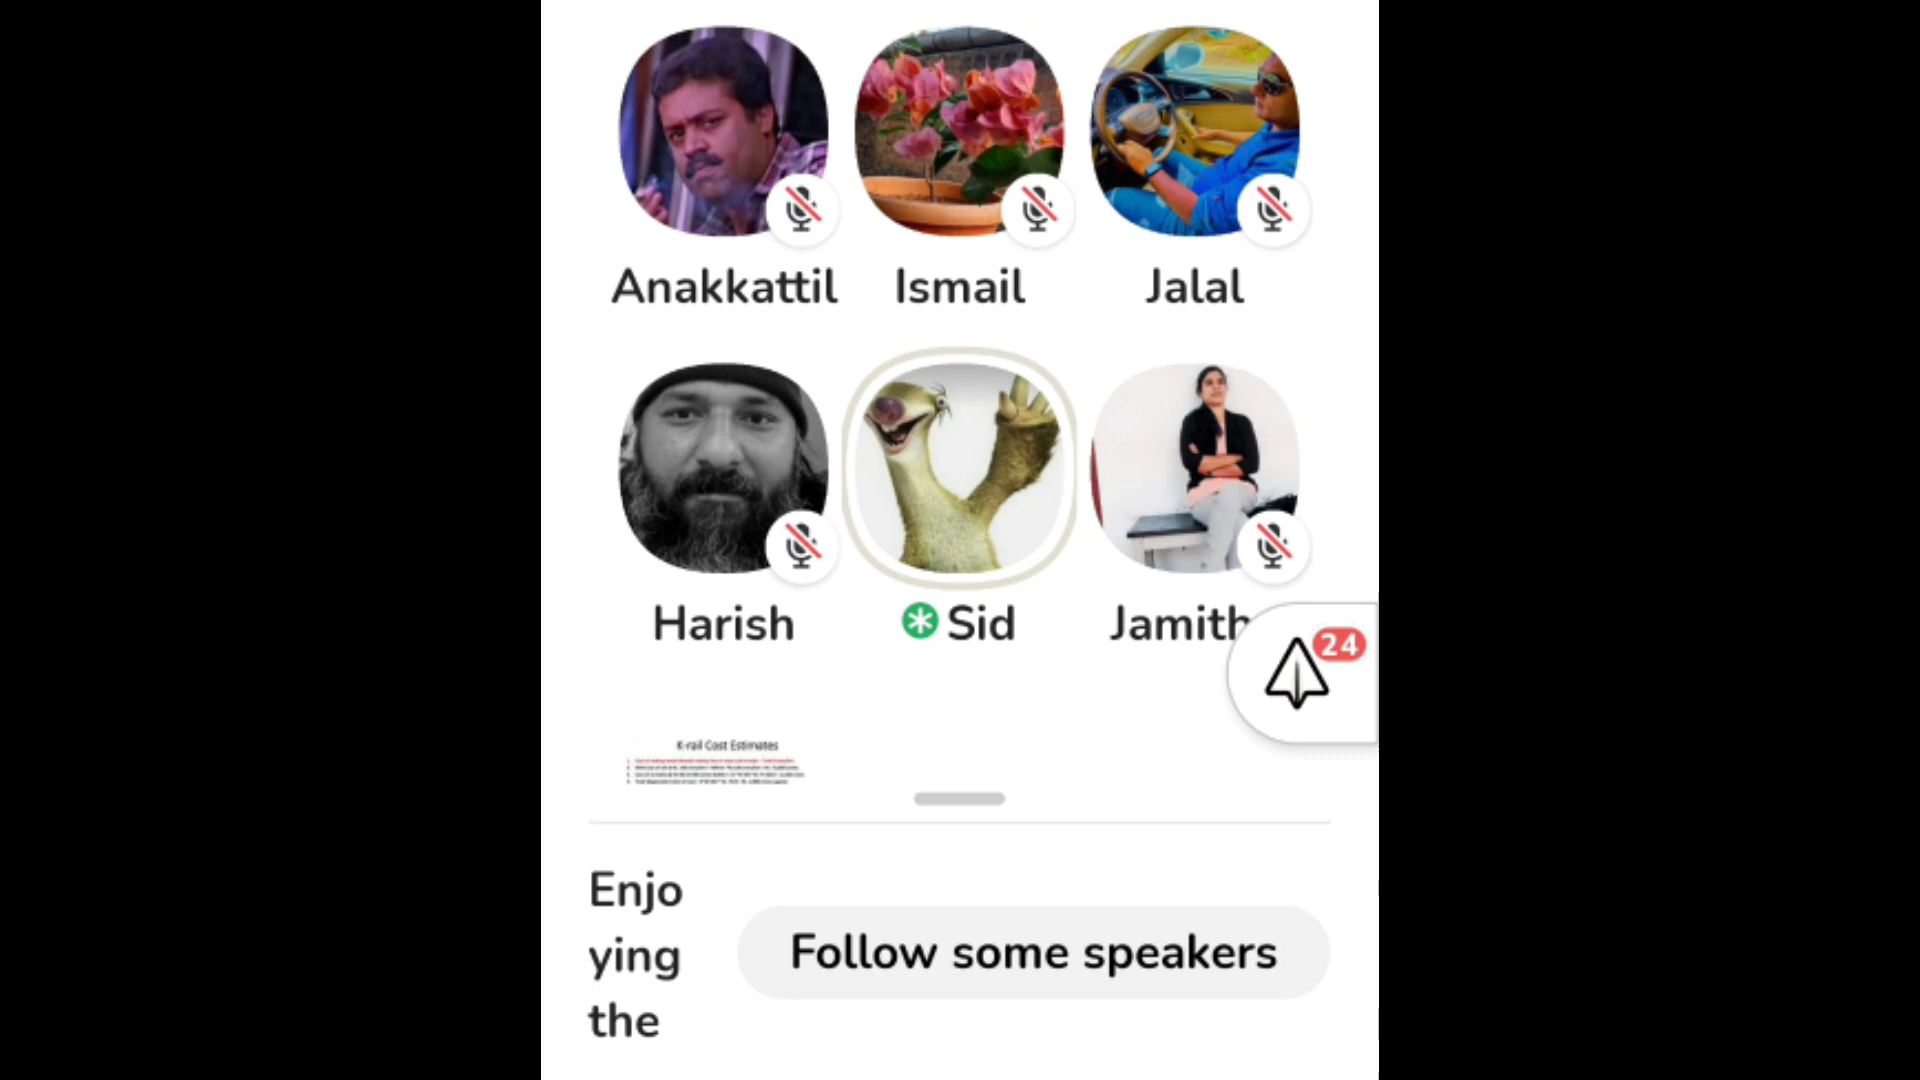 Anakkattil
Ismail
Jalal
Harish
Sid
Jamith
24
K-rail Cost Estimates
Enjo
ying
the
Follow some speakers